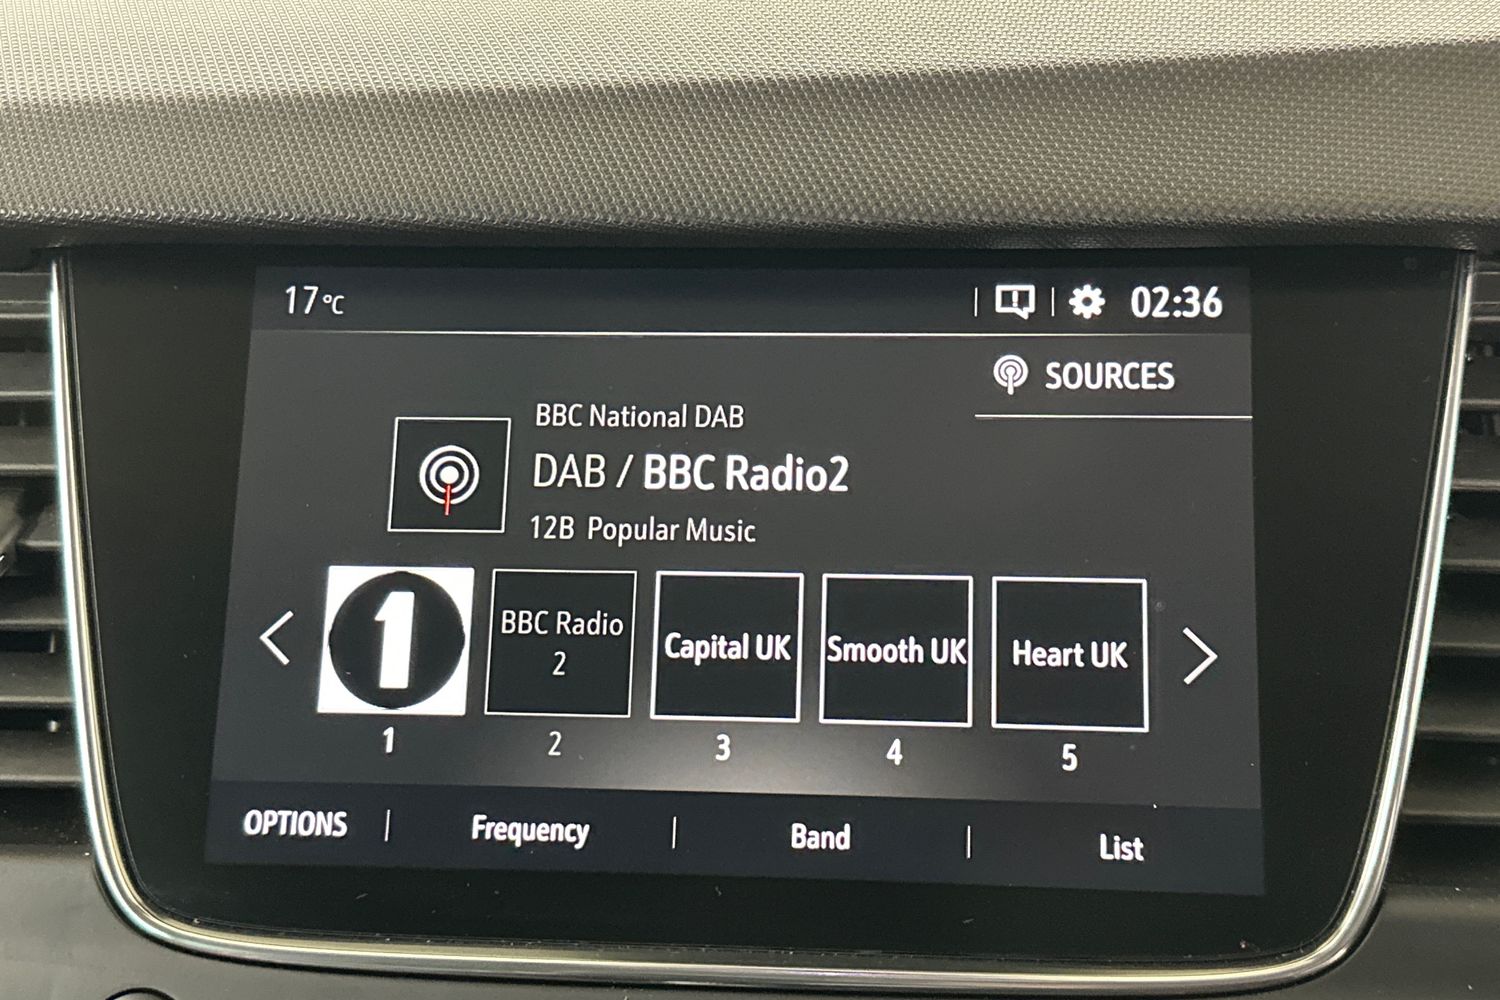 17°C
02:36
SOURCES
BBC National DAB
DAB / BBC Radio2
12B Popular Music
1
BBC Radio
2
Capital UK
Smooth UK
Heart UK
1 2 3 4 5
OPTIONS | Frequency | Band | List